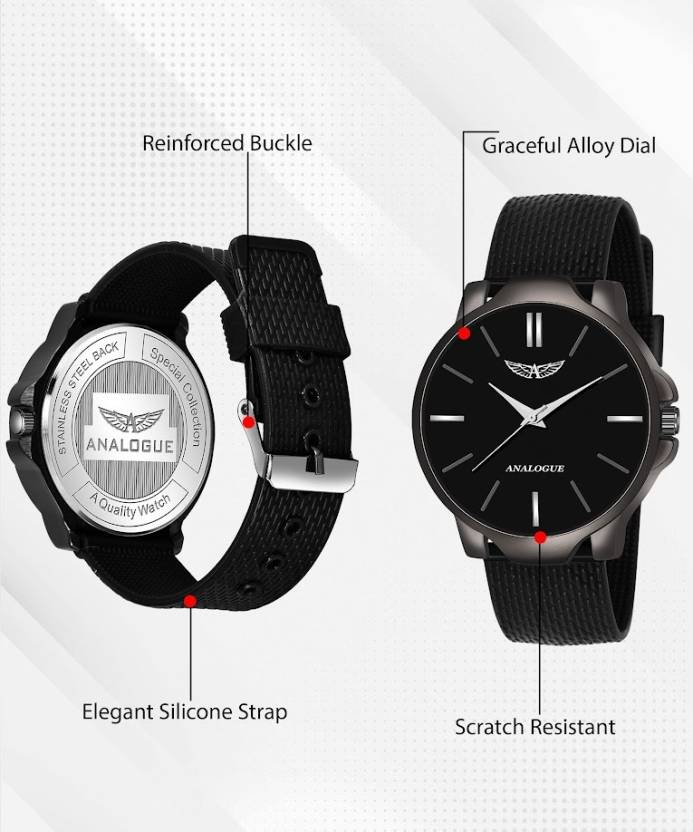 Reinforced Buckle
Graceful Alloy Dial
STAINLESS STEEL BACK
Special Collection
ANALOGUE
A Quality Watch
A
ANALOGUE
Elegant Silicone Strap
Scratch Resistant